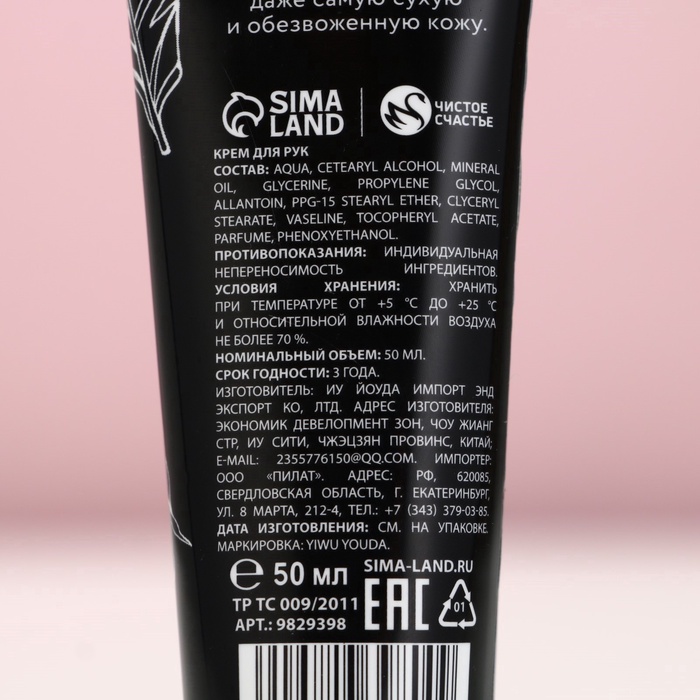 даже самую сухую
и обезвоженную кожу.
SIMA LAND
ЧИСТОЕ СЧАСТЬЕ
КРЕМ ДЛЯ РУК
СОСТАВ: AQUA, CETEARYL ALCOHOL, MINERAL
OIL, GLYCERINE, PROPYLENE GLYCOL,
ALLANTOIN, PPG-15 STEARYL ETHER, CLYCERYL
STEARATE, VASELINE, TOCOPHERYL ACETATE,
PARFUME, PHENOXYETHANOL.
ПРОТИВОПОКАЗАНИЯ: ИНДИВИДУАЛЬНАЯ
НЕПЕРЕНОСИМОСТЬ ИНГРЕДИЕНТОВ.
УСЛОВИЯ ХРАНЕНИЯ: ХРАНИТЬ
ПРИ ТЕМПЕРАТУРЕ ОТ +5 °C ДО +25 °C
И ОТНОСИТЕЛЬНОЙ ВЛАЖНОСТИ ВОЗДУХА
НЕ БОЛЕЕ 70 %.
НОМИНАЛЬНЫЙ ОБЪЕМ: 50 МЛ.
СРОК ГОДНОСТИ: 3 ГОДА.
ИЗГОТОВИТЕЛЬ: ИУ ЙОУДА ИМПОРТ ЭНД
ЭКСПОРТ КО, ЛТД. АДРЕС ИЗГОТОВИТЕЛЯ:
ЭКОНОМИК ДЕВЕЛОПМЕНТ ЗОН, ЧОУ ЖИАНГ
СТР, ИУ СИТИ, ЧЖЭЦЗЯН ПРОВИНС, КИТАЙ;
E-MAIL: 2355776150@QQ.COM. ИМПОРТЕР:
ООО «ПИЛАТ». АДРЕС: РФ, 620085,
СВЕРДЛОВСКАЯ ОБЛАСТЬ, Г. ЕКАТЕРИНБУРГ,
УЛ. 8 МАРТА, 212-4, ТЕЛ.: +7 (343) 379-03-85.
ДАТА ИЗГОТОВЛЕНИЯ: СМ. НА УПАКОВКЕ.
МАРКИРОВКА: YIWU YOUDA.
℮ 50 МЛ
SIMA-LAND.RU
ТР ТС 009/2011
АРТ.: 9829398
EAC
01